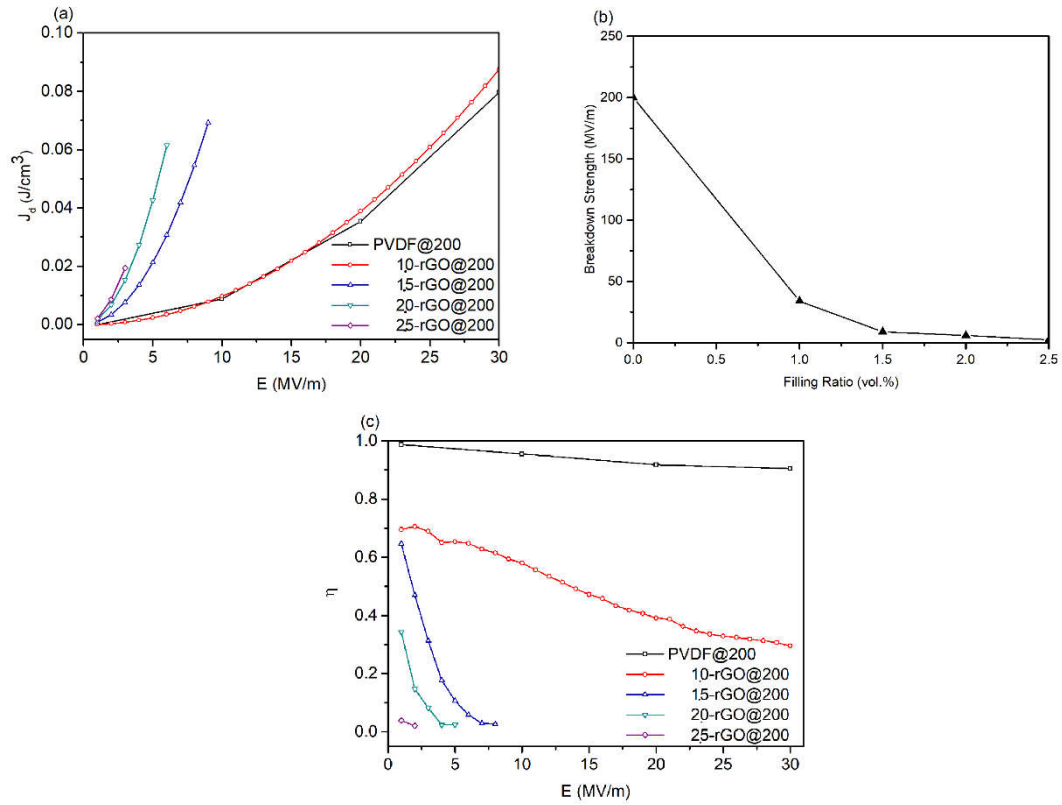 (a)
J_d (J/cm³)
0.10
0.08
0.06
0.04
0.02
0.00
PVDF@200
1.0-rGO@200
1.5-rGO@200
2.0-rGO@200
2.5-rGO@200
0
5
10
15
20
25
30
E (MV/m)
(b)
Breakdown Strength (MV/m)
250
200
150
100
50
0
0.0
0.5
1.0
1.5
2.0
2.5
Filling Ratio (vol.%)
(c)
η
1.0
0.8
0.6
0.4
0.2
0.0
PVDF@200
1.0-rGO@200
1.5-rGO@200
2.0-rGO@200
2.5-rGO@200
0
5
10
15
20
25
30
E (MV/m)